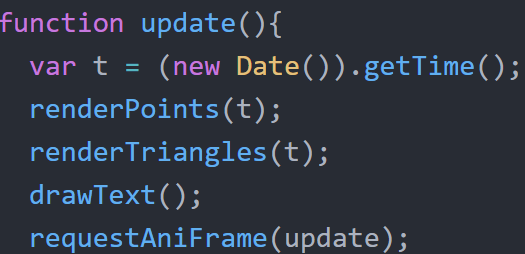 function update(){
var t = (new Date()).getTime();
renderPoints(t);
renderTriangles(t);
drawText();
requestAniFrame(update);